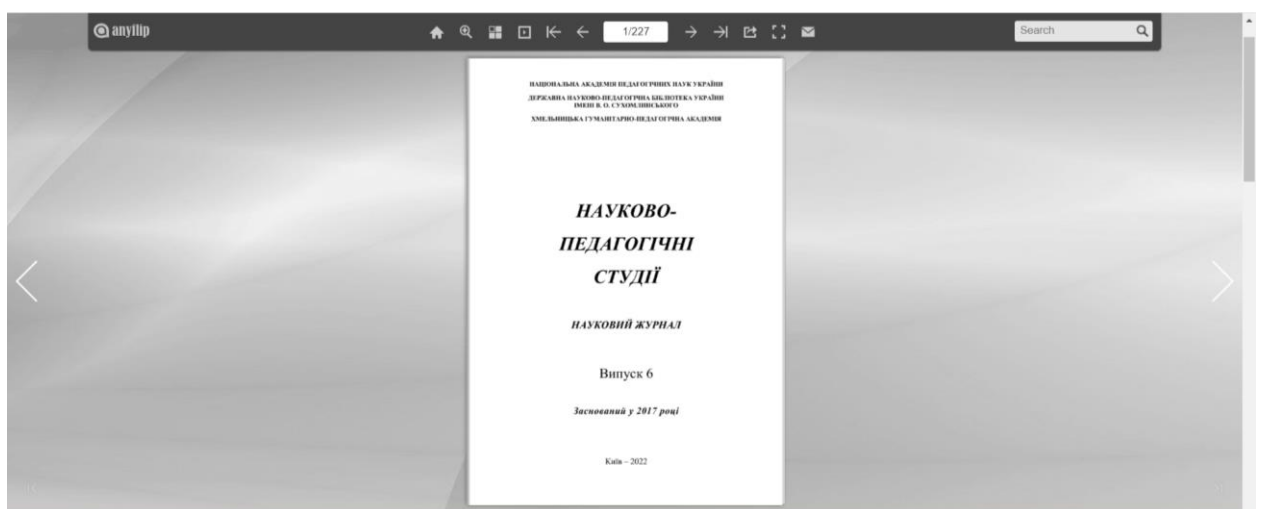 anyflip
1/227
Search
НАЦІОНАЛЬНА АКАДЕМІЯ ПЕДАГОГІЧНИХ НАУК УКРАЇНИ
ДЕРЖАВНА НАУКОВО-ПЕДАГОГІЧНА БІБЛІОТЕКА УКРАЇНИ
ІМЕНІ В. О. СУХОМЛИНСЬКОГО
ХМЕЛЬНИЦЬКА ГУМАНІТАРНО-ПЕДАГОГІЧНА АКАДЕМІЯ
НАУКОВО-
ПЕДАГОГІЧНІ
СТУДІЇ
НАУКОВИЙ ЖУРНАЛ
Випуск 6
Заснований у 2017 році
Київ – 2022